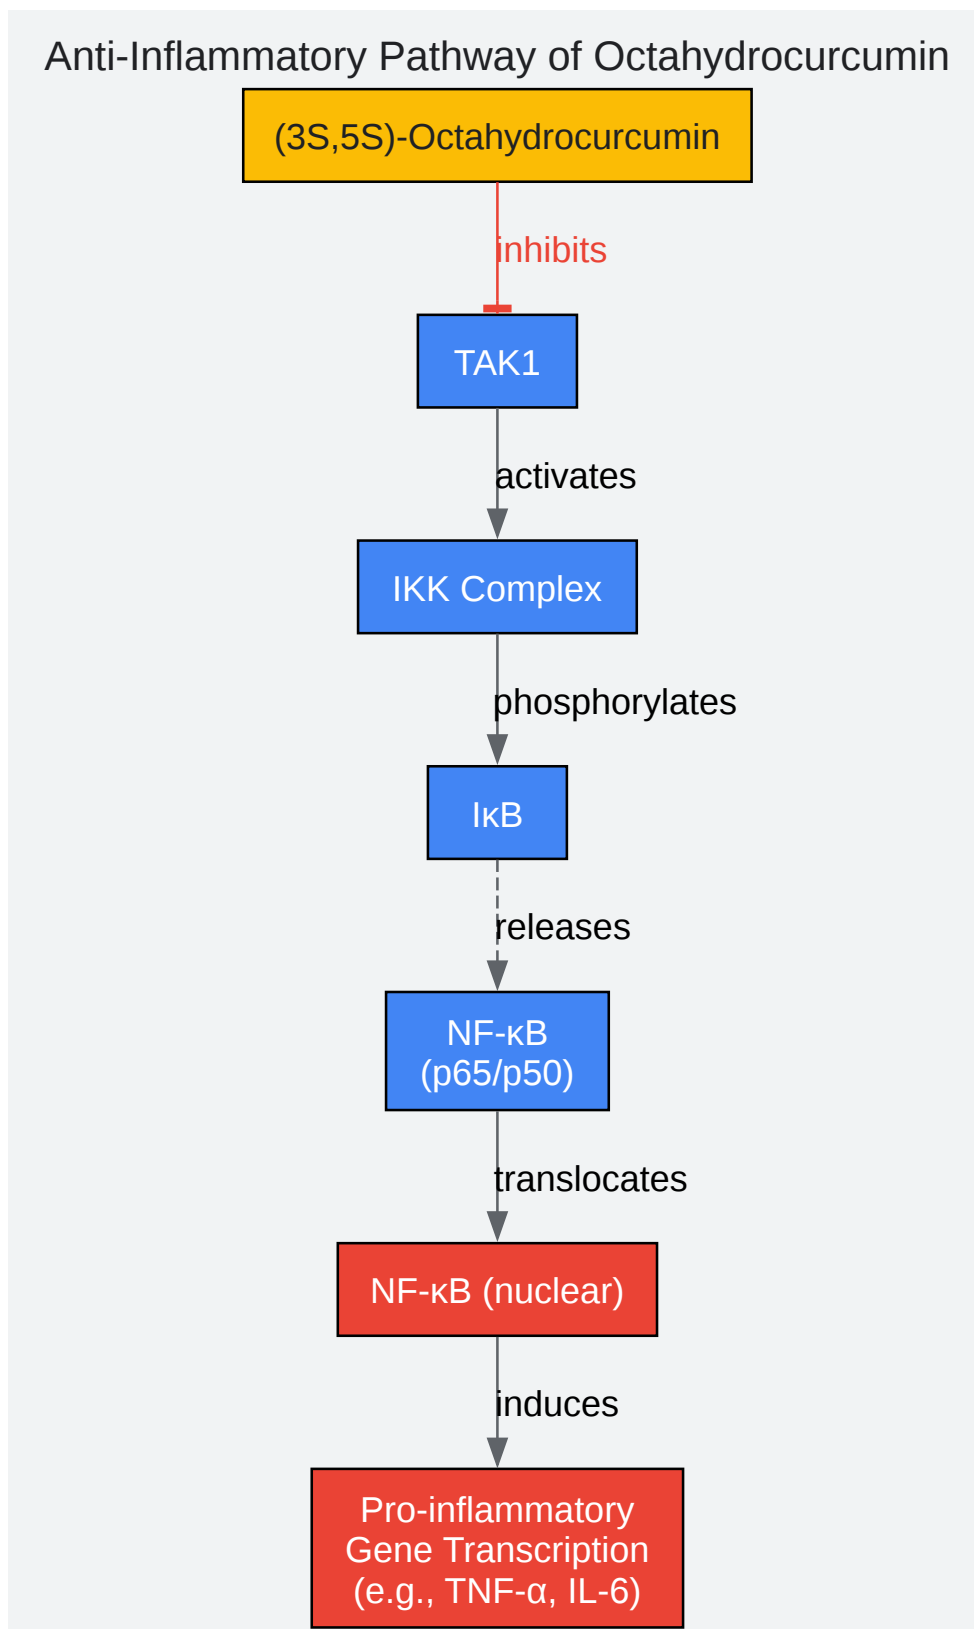 Anti-Inflammatory Pathway of Octahydrocurcumin
(3S,5S)-Octahydrocurcumin
inhibits
TAK1
activates
IKK Complex
phosphorylates
IκB
releases
NF-κB
(p65/p50)
translocates
NF-κB (nuclear)
induces
Pro-inflammatory
Gene Transcription
(e.g., TNF-α, IL-6)